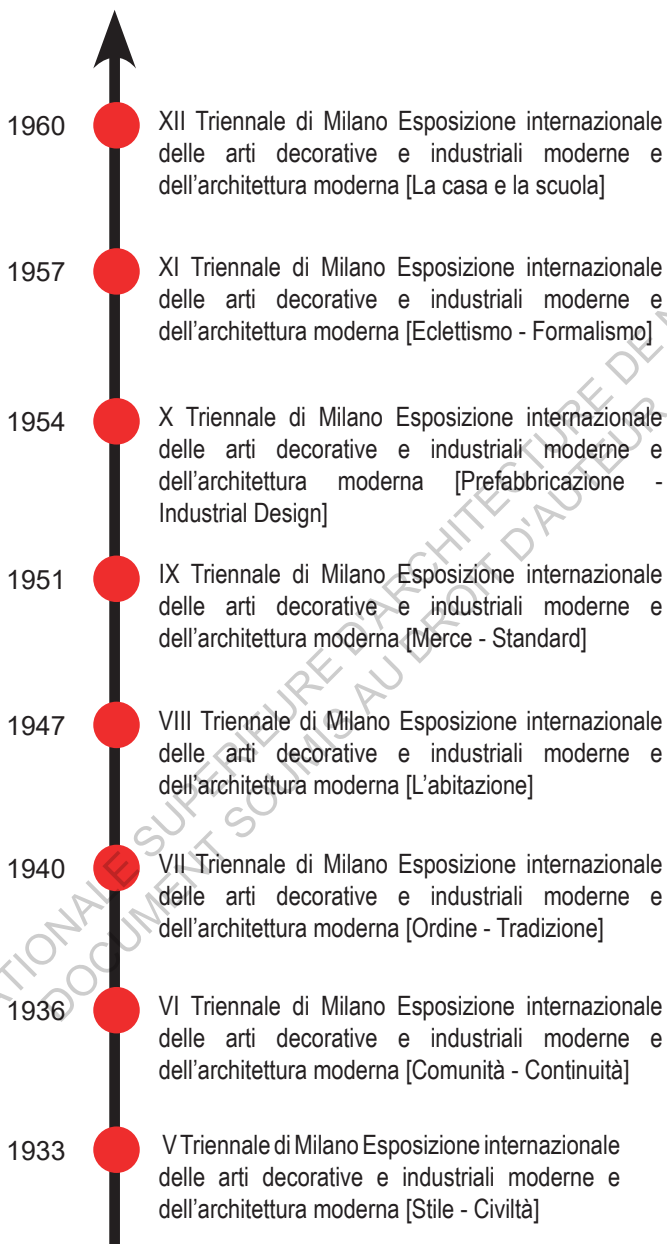 1960
XII Triennale di Milano Esposizione internazionale
delle arti decorative e industriali moderne e
dell'architettura moderna [La casa e la scuola]
1957
XI Triennale di Milano Esposizione internazionale
delle arti decorative e industriali moderne e
dell'architettura moderna [Eclettismo - Formalismo]
1954
X Triennale di Milano Esposizione internazionale
delle arti decorative e industriali moderne e
dell'architettura moderna [Prefabbricazione -
Industrial Design]
1951
IX Triennale di Milano Esposizione internazionale
delle arti decorative e industriali moderne e
dell'architettura moderna [Merce - Standard]
1947
VIII Triennale di Milano Esposizione internazionale
delle arti decorative e industriali moderne e
dell'architettura moderna [L'abitazione]
1940
VII Triennale di Milano Esposizione internazionale
delle arti decorative e industriali moderne e
dell'architettura moderna [Ordine - Tradizione]
1936
VI Triennale di Milano Esposizione internazionale
delle arti decorative e industriali moderne e
dell'architettura moderna [Comunità - Continuità]
1933
V Triennale di Milano Esposizione internazionale
delle arti decorative e industriali moderne e
dell'architettura moderna [Stile - Civiltà]
SUPERIEURE D'ARCHITECTURE DE
DOCUMENT SOUMIS AU DROIT D'AUTEUR